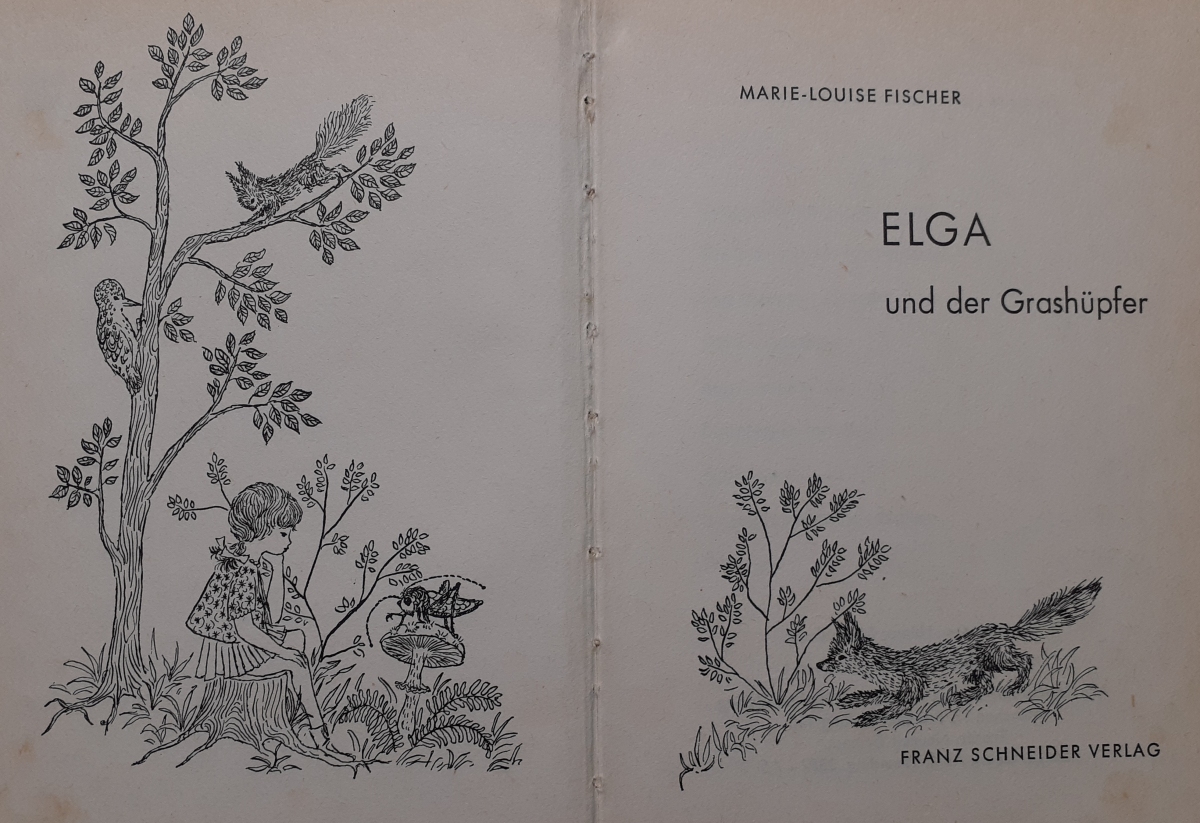 MARIE-LOUISE FISCHER
ELGA
und der Grashüpfer
FRANZ SCHNEIDER VERLAG